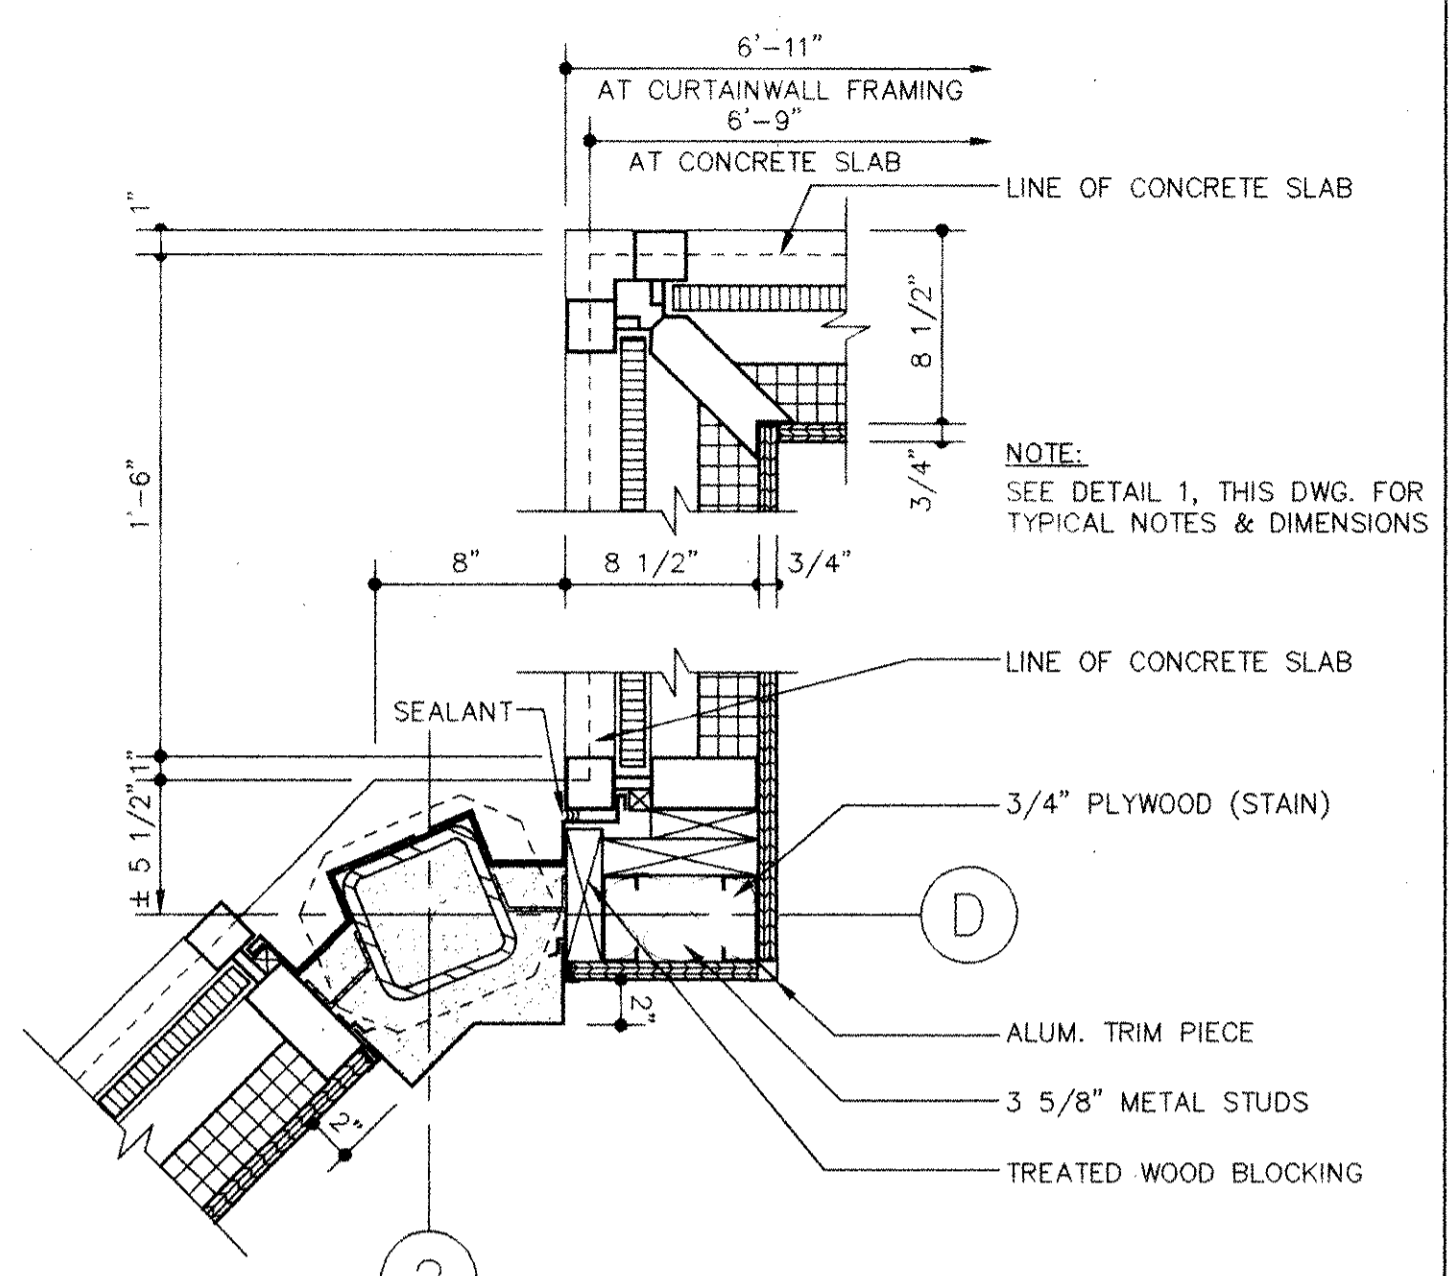 6'-11"
AT CURTAINWALL FRAMING
6'-9"
AT CONCRETE SLAB
LINE OF CONCRETE SLAB
1"
8 1/2"
3/4"
NOTE:
SEE DETAIL 1, THIS DWG. FOR
TYPICAL NOTES & DIMENSIONS
1'-6"
8"
8 1/2"
3/4"
LINE OF CONCRETE SLAB
SEALANT
1"
± 5 1/2"
3/4" PLYWOOD (STAIN)
D
2"
ALUM. TRIM PIECE
3 5/8" METAL STUDS
2"
TREATED WOOD BLOCKING